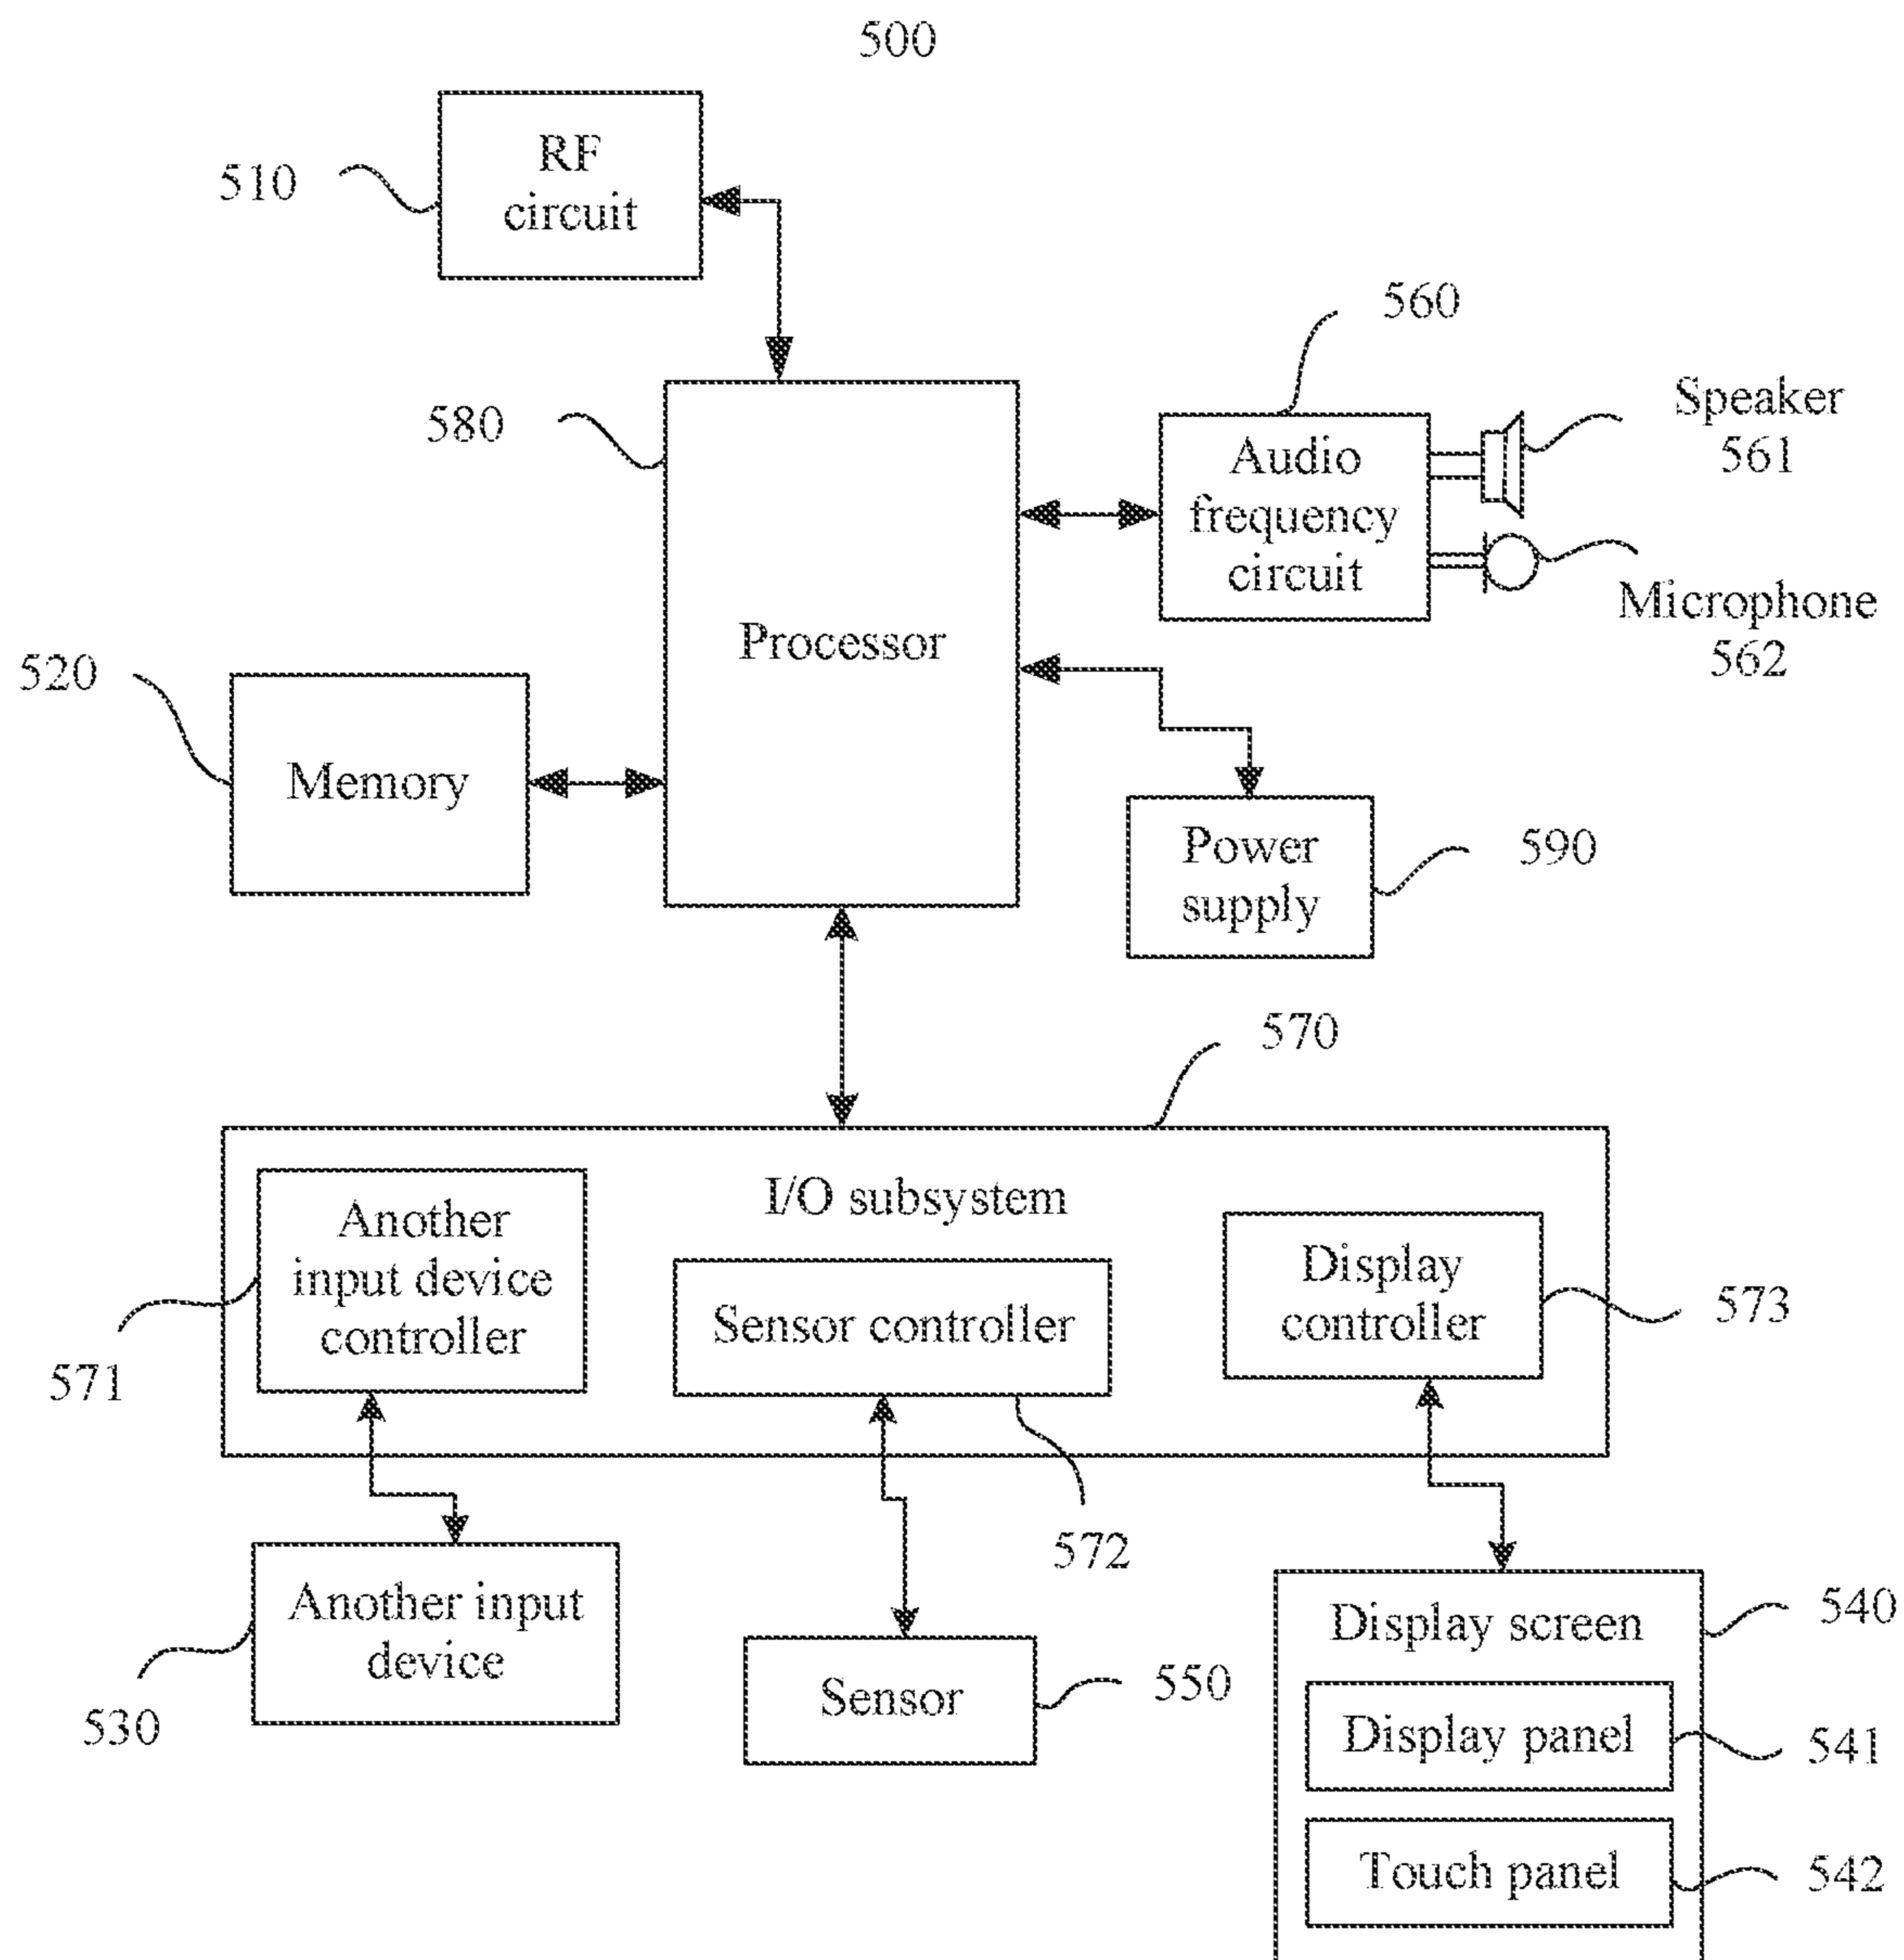 500
RF
circuit
510
560
580
Speaker
561
Audio
frequency
circuit
Microphone
562
Processor
520
Memory
Power
supply
590
570
I/O subsystem
Another
input device
controller
571
Sensor controller
572
Display
controller
573
Another input
device
530
Sensor
550
Display screen
540
Display panel
541
Touch panel
542